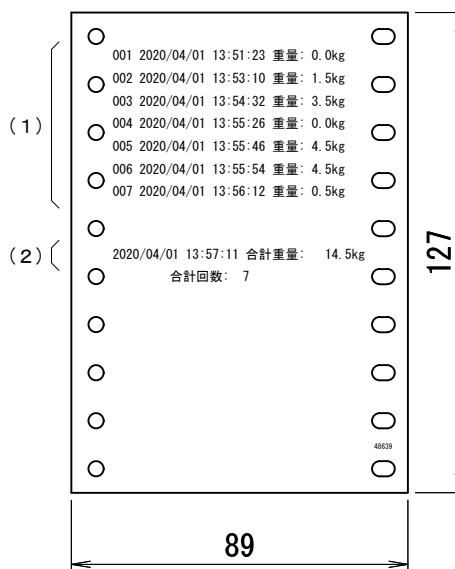 001 2020/04/01 13:51:23 重量: 0.0kg
002 2020/04/01 13:53:10 重量: 1.5kg
003 2020/04/01 13:54:32 重量: 3.5kg
004 2020/04/01 13:55:26 重量: 0.0kg
005 2020/04/01 13:55:46 重量: 4.5kg
006 2020/04/01 13:55:54 重量: 4.5kg
007 2020/04/01 13:56:12 重量: 0.5kg
(1)
2020/04/01 13:57:11 合計重量: 14.5kg
(2)
合計回数: 7
127
48639
89